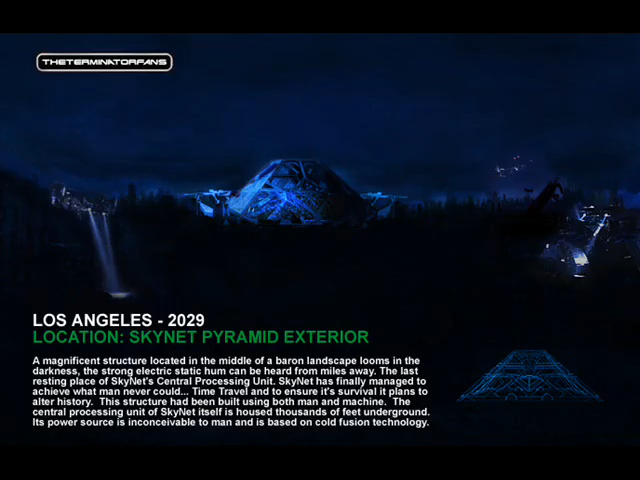 THETERMINATORFANS
LOS ANGELES - 2029
LOCATION: SKYNET PYRAMID EXTERIOR
A magnificent structure located in the middle of a baron landscape looms in the
darkness, the strong electric static hum can be heard from miles away. The last
resting place of SkyNet's Central Processing Unit. SkyNet has finally managed to
achieve what man never could... Time Travel and to ensure it's survival it plans to
alter history.  This structure had been built using both man and machine.  The
central processing unit of SkyNet itself is housed thousands of feet underground.
Its power source is inconceivable to man and is based on cold fusion technology.